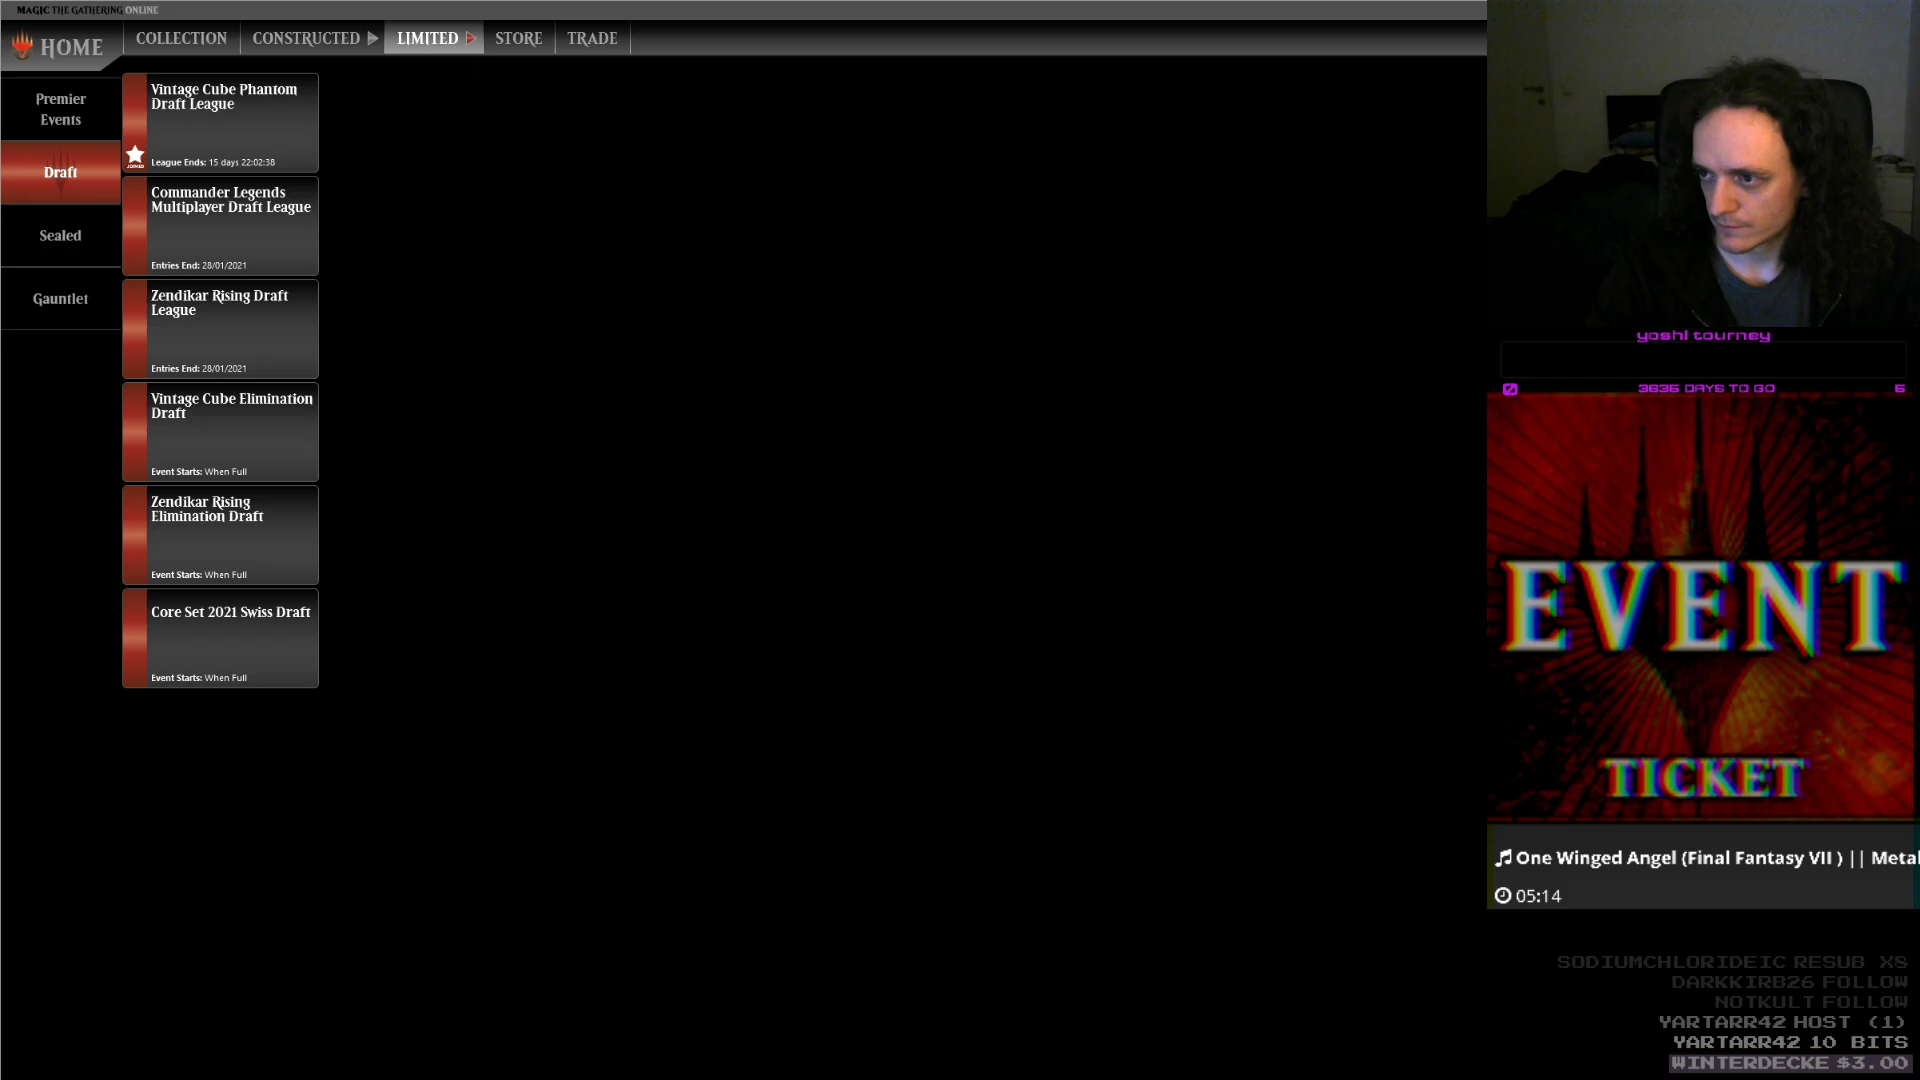 MAGIC: THE GATHERING ONLINE
HOME
COLLECTION
CONSTRUCTED
LIMITED
STORE
TRADE
Premier
Events
Draft
Sealed
Gauntlet
Vintage Cube Phantom
Draft League
JOINED
League Ends: 15 days 22:02:38
Commander Legends
Multiplayer Draft League
Entries End: 28/01/2021
Zendikar Rising Draft
League
Entries End: 28/01/2021
Vintage Cube Elimination
Draft
Event Starts: When Full
Zendikar Rising
Elimination Draft
Event Starts: When Full
Core Set 2021 Swiss Draft
Event Starts: When Full
yoshi tourney
0 3635 DAYS TO GO 5
EVENT
TICKET
One Winged Angel (Final Fantasy VII ) || Metal
05:14
SODIUMCHLORIDEIC RESUB X8
DARKKIRB26 FOLLOW
NOTKULT FOLLOW
YARTARR42 HOST (1)
YARTARR42 10 BITS
WINTERDECKE $3.00